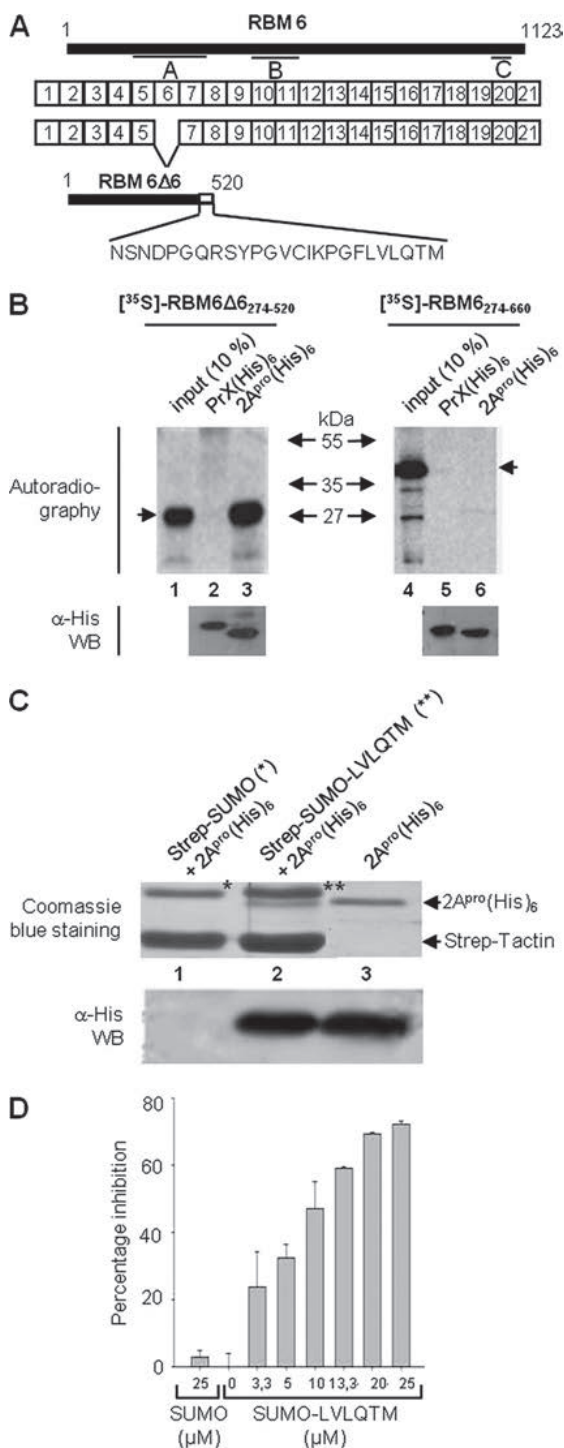 A
RBM 6
1 1123
A B C
1 2 3 4 5 6 7 8 9 10 11 12 13 14 15 16 17 18 19 20 21
1 2 3 4 5 7 8 9 10 11 12 13 14 15 16 17 18 19 20 21
1 RBM 6Δ6 520
NSNDPGQRSYPGVCIKPGFLVLQTM
B
[³⁵S]-RBM6Δ6₂₇₄₋₅₂₀ [³⁵S]-RBM6₂₇₄₋₆₆₀
input (10 %) PrX(His)₆ 2Aᵖʳᵒ(His)₆ input (10 %) PrX(His)₆ 2Aᵖʳᵒ(His)₆
kDa
55
35
27
Autoradio-
graphy
1 2 3 4 5 6
α-His
WB
C
Strep-SUMO (*)
+ 2Aᵖʳᵒ(His)₆
Strep-SUMO-LVLQTM (**)
+ 2Aᵖʳᵒ(His)₆
2Aᵖʳᵒ(His)₆
* **
Coomassie
blue staining
2Aᵖʳᵒ(His)₆
Strep-Tactin
1 2 3
α-His
WB
D
Percentage inhibition
80
60
40
20
0
25 0 3,3 5 10 13,3 20 25
SUMO SUMO-LVLQTM
(µM) (µM)